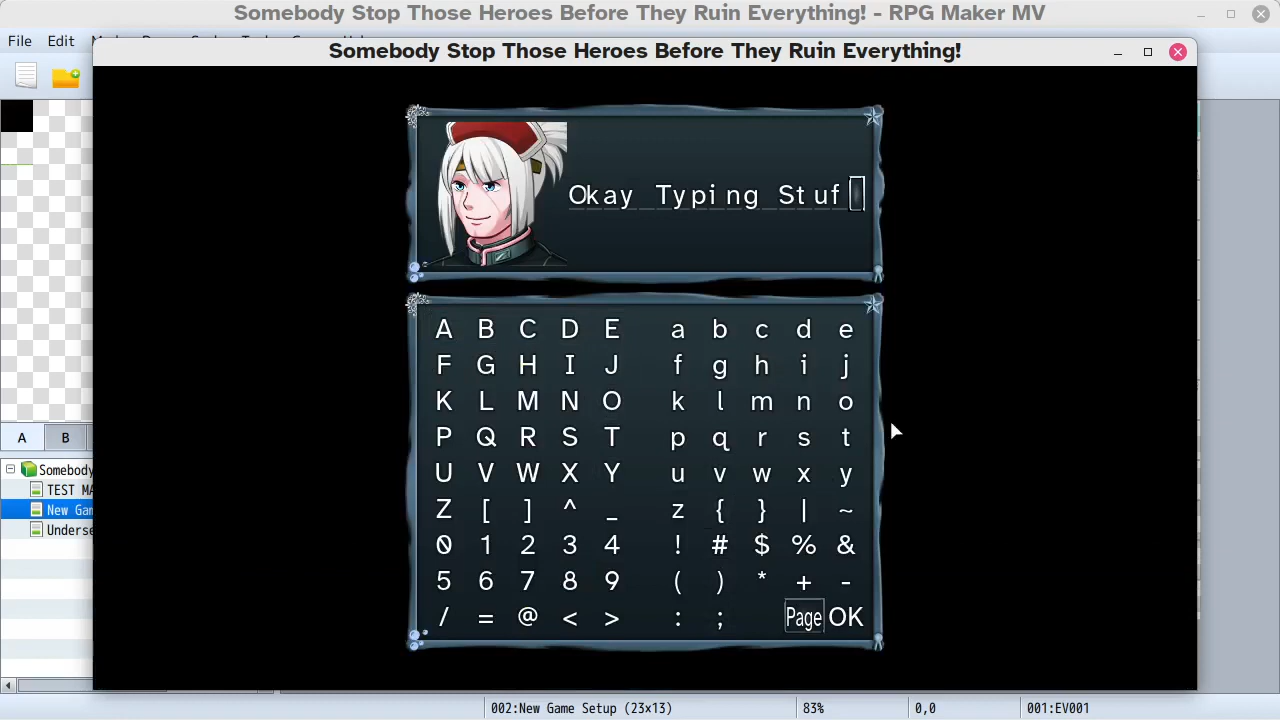 Somebody Stop Those Heroes Before They Ruin Everything! - RPG Maker MV
File Edit
Somebody Stop Those Heroes Before They Ruin Everything!
Okay Typing Stuf
A B C D E a b c d e
F G H I J f g h i j
K L M N O k l m n o
P Q R S T p q r s t
U V W X Y u v w x y
Z [ ] ^ _ z { } | ~
0 1 2 3 4 ! # $ % &
5 6 7 8 9 ( ) * + -
/ = @ < > : ; Page OK
A B
Somebody
TEST MA
New Gam
Underse
002:New Game Setup (23x13) 83% 0,0 001:EV001